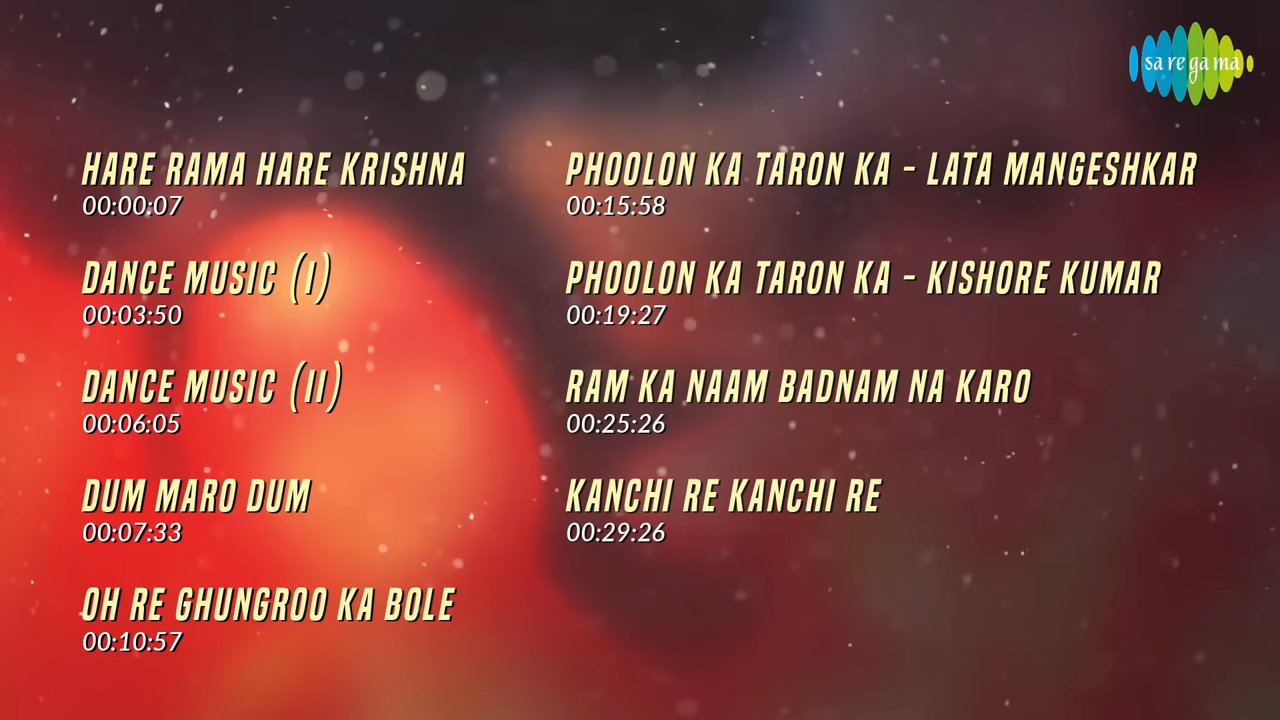 sa re ga ma
HARE RAMA HARE KRISHNA
00:00:07
DANCE MUSIC (I)
00:03:50
DANCE MUSIC (II)
00:06:05
DUM MARO DUM
00:07:33
OH RE GHUNGROO KA BOLE
00:10:57
PHOOLON KA TARON KA - LATA MANGESHKAR
00:15:58
PHOOLON KA TARON KA - KISHORE KUMAR
00:19:27
RAM KA NAAM BADNAM NA KARO
00:25:26
KANCHI RE KANCHI RE
00:29:26